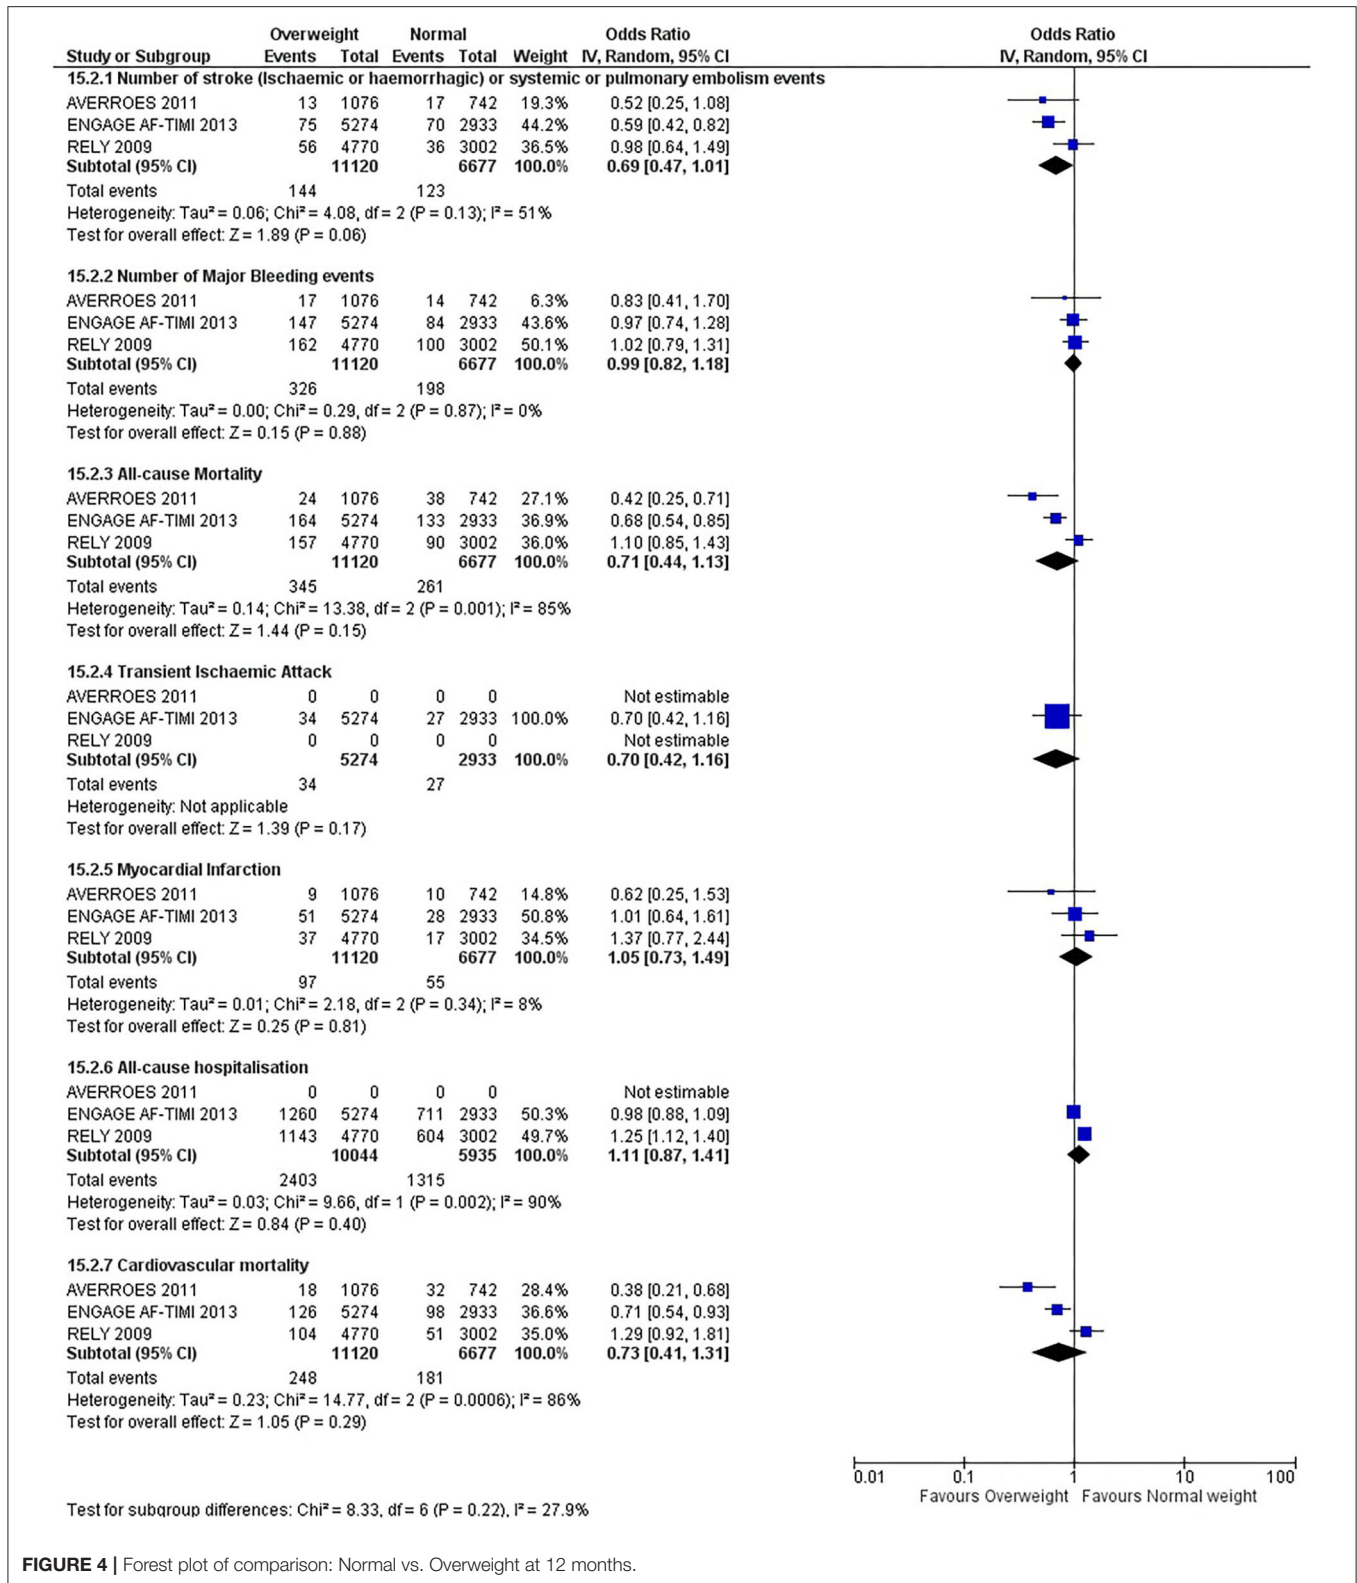 Overweight Normal Odds Ratio Odds Ratio
Study or Subgroup Events Total Events Total Weight IV, Random, 95% CI IV, Random, 95% CI
15.2.1 Number of stroke (Ischaemic or haemorrhagic) or systemic or pulmonary embolism events
AVERROES 2011 13 1076 17 742 19.3% 0.52 [0.25, 1.08]
ENGAGE AF-TIMI 2013 75 5274 70 2933 44.2% 0.59 [0.42, 0.82]
RELY 2009 56 4770 36 3002 36.5% 0.98 [0.64, 1.49]
Subtotal (95% CI) 11120 6677 100.0% 0.69 [0.47, 1.01]
Total events 144 123
Heterogeneity: Tau² = 0.06; Chi² = 4.08, df = 2 (P = 0.13); I² = 51%
Test for overall effect: Z = 1.89 (P = 0.06)
15.2.2 Number of Major Bleeding events
AVERROES 2011 17 1076 14 742 6.3% 0.83 [0.41, 1.70]
ENGAGE AF-TIMI 2013 147 5274 84 2933 43.6% 0.97 [0.74, 1.28]
RELY 2009 162 4770 100 3002 50.1% 1.02 [0.79, 1.31]
Subtotal (95% CI) 11120 6677 100.0% 0.99 [0.82, 1.18]
Total events 326 198
Heterogeneity: Tau² = 0.00; Chi² = 0.29, df = 2 (P = 0.87); I² = 0%
Test for overall effect: Z = 0.15 (P = 0.88)
15.2.3 All-cause Mortality
AVERROES 2011 24 1076 38 742 27.1% 0.42 [0.25, 0.71]
ENGAGE AF-TIMI 2013 164 5274 133 2933 36.9% 0.68 [0.54, 0.85]
RELY 2009 157 4770 90 3002 36.0% 1.10 [0.85, 1.43]
Subtotal (95% CI) 11120 6677 100.0% 0.71 [0.44, 1.13]
Total events 345 261
Heterogeneity: Tau² = 0.14; Chi² = 13.38, df = 2 (P = 0.001); I² = 85%
Test for overall effect: Z = 1.44 (P = 0.15)
15.2.4 Transient Ischaemic Attack
AVERROES 2011 0 0 0 0 Not estimable
ENGAGE AF-TIMI 2013 34 5274 27 2933 100.0% 0.70 [0.42, 1.16]
RELY 2009 0 0 0 0 Not estimable
Subtotal (95% CI) 5274 2933 100.0% 0.70 [0.42, 1.16]
Total events 34 27
Heterogeneity: Not applicable
Test for overall effect: Z = 1.39 (P = 0.17)
15.2.5 Myocardial Infarction
AVERROES 2011 9 1076 10 742 14.8% 0.62 [0.25, 1.53]
ENGAGE AF-TIMI 2013 51 5274 28 2933 50.8% 1.01 [0.64, 1.61]
RELY 2009 37 4770 17 3002 34.5% 1.37 [0.77, 2.44]
Subtotal (95% CI) 11120 6677 100.0% 1.05 [0.73, 1.49]
Total events 97 55
Heterogeneity: Tau² = 0.01; Chi² = 2.18, df = 2 (P = 0.34); I² = 8%
Test for overall effect: Z = 0.25 (P = 0.81)
15.2.6 All-cause hospitalisation
AVERROES 2011 0 0 0 0 Not estimable
ENGAGE AF-TIMI 2013 1260 5274 711 2933 50.3% 0.98 [0.88, 1.09]
RELY 2009 1143 4770 604 3002 49.7% 1.25 [1.12, 1.40]
Subtotal (95% CI) 10044 5935 100.0% 1.11 [0.87, 1.41]
Total events 2403 1315
Heterogeneity: Tau² = 0.03; Chi² = 9.66, df = 1 (P = 0.002); I² = 90%
Test for overall effect: Z = 0.84 (P = 0.40)
15.2.7 Cardiovascular mortality
AVERROES 2011 18 1076 32 742 28.4% 0.38 [0.21, 0.68]
ENGAGE AF-TIMI 2013 126 5274 98 2933 36.6% 0.71 [0.54, 0.93]
RELY 2009 104 4770 51 3002 35.0% 1.29 [0.92, 1.81]
Subtotal (95% CI) 11120 6677 100.0% 0.73 [0.41, 1.31]
Total events 248 181
Heterogeneity: Tau² = 0.23; Chi² = 14.77, df = 2 (P = 0.0006); I² = 86%
Test for overall effect: Z = 1.05 (P = 0.29)
0.01 0.1 1 10 100
Favours Overweight Favours Normal weight
Test for subgroup differences: Chi² = 8.33, df = 6 (P = 0.22), I² = 27.9%
FIGURE 4 | Forest plot of comparison: Normal vs. Overweight at 12 months.